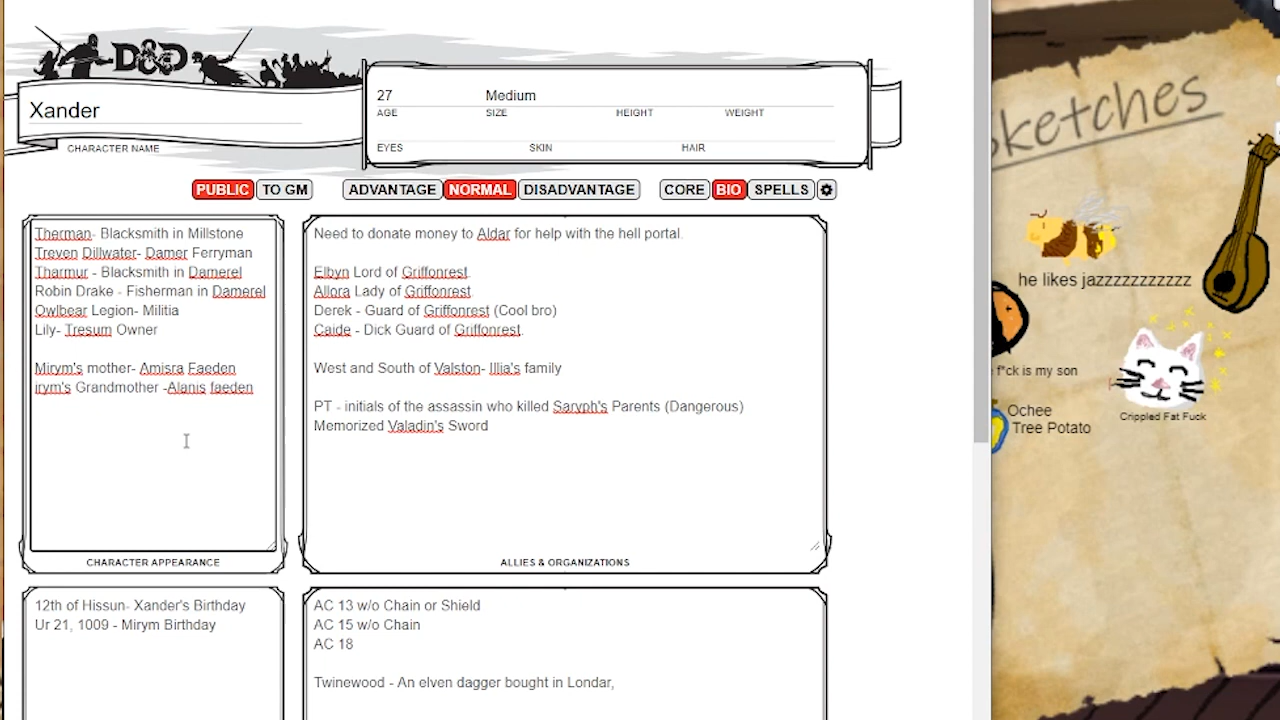 D&D
Xander
CHARACTER NAME
27 Medium
AGE SIZE HEIGHT WEIGHT
EYES SKIN HAIR
PUBLIC TO GM ADVANTAGE NORMAL DISADVANTAGE CORE BIO SPELLS
Therman- Blacksmith in Millstone
Treven Dillwater- Damer Ferryman
Tharmur - Blacksmith in Damerel
Robin Drake - Fisherman in Damerel
Owlbear Legion- Militia
Lily- Tresum Owner
Mirym's mother- Amisra Faeden
irym's Grandmother -Alanis faeden
CHARACTER APPEARANCE
Need to donate money to Aldar for help with the hell portal.
Elbyn Lord of Griffonrest
Allora Lady of Griffonrest
Derek - Guard of Griffonrest (Cool bro)
Caide - Dick Guard of Griffonrest.
West and South of Valston- Illia's family
PT - initials of the assassin who killed Saryph's Parents (Dangerous)
Memorized Valadin's Sword
ALLIES & ORGANIZATIONS
12th of Hissun- Xander's Birthday
Ur 21, 1009 - Mirym Birthday
AC 13 w/o Chain or Shield
AC 15 w/o Chain
AC 18
Twinewood - An elven dagger bought in Londar,
Sketches
he likes jazzzzzzzzzzz
f*ck is my son
Crippled Fat Fuck
Ochee
Tree Potato